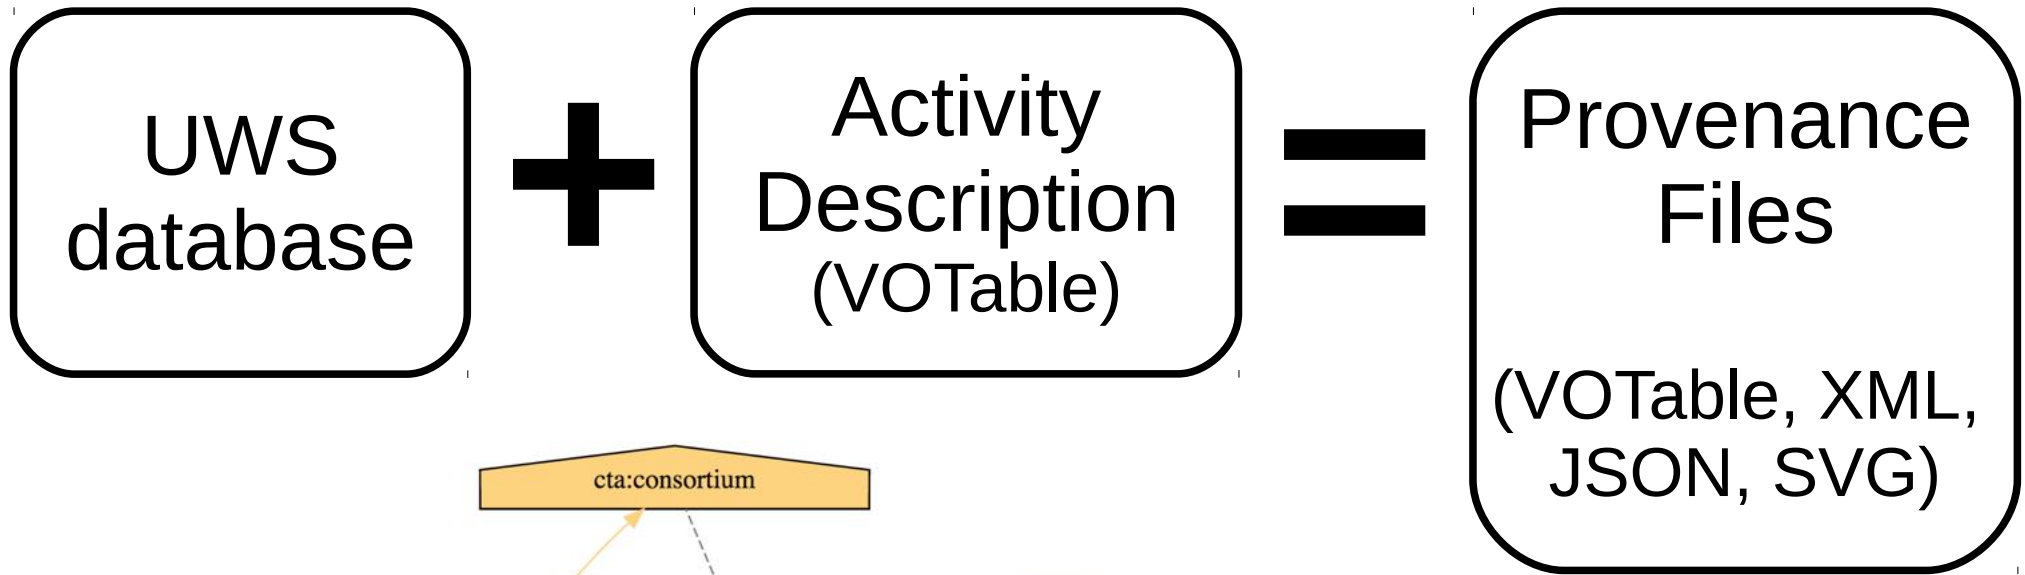 UWS
database
+
Activity
Description
(VOTable)
=
Provenance
Files
(VOTable, XML,
JSON, SVG)
cta:consortium